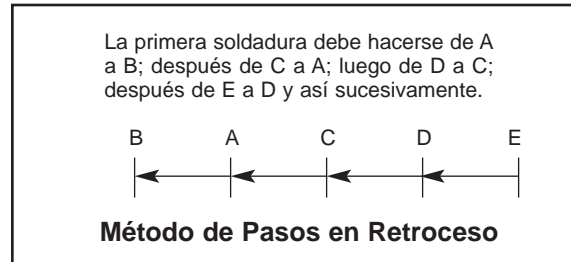 La primera soldadura debe hacerse de A
a B; después de C a A; luego de D a C;
después de E a D y así sucesivamente.
B A C D E
Método de Pasos en Retroceso